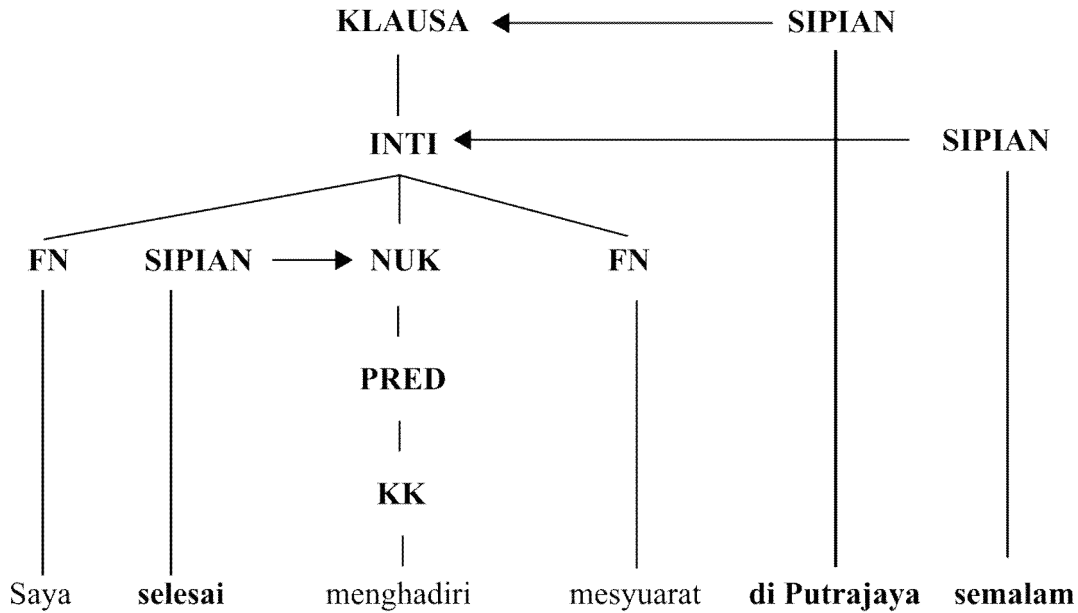 KLAUSA SIPIAN
INTI SIPIAN
FN SIPIAN NUK FN
PRED
KK
Saya selesai menghadiri mesyuarat di Putrajaya semalam